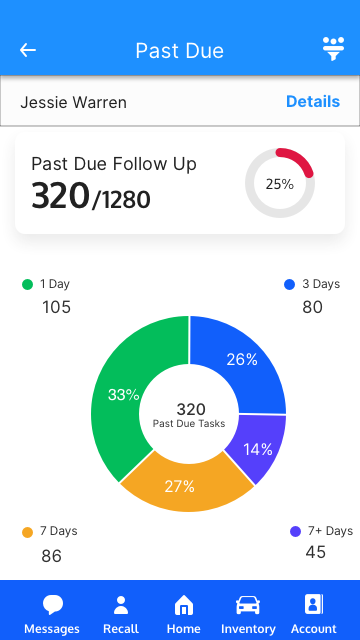 Past Due
Jessie Warren
Details
Past Due Follow Up
320/1280
25%
1 Day
105
3 Days
80
26%
33%
320
Past Due Tasks
14%
27%
7 Days
86
7+ Days
45
Messages
Recall
Home
Inventory
Account